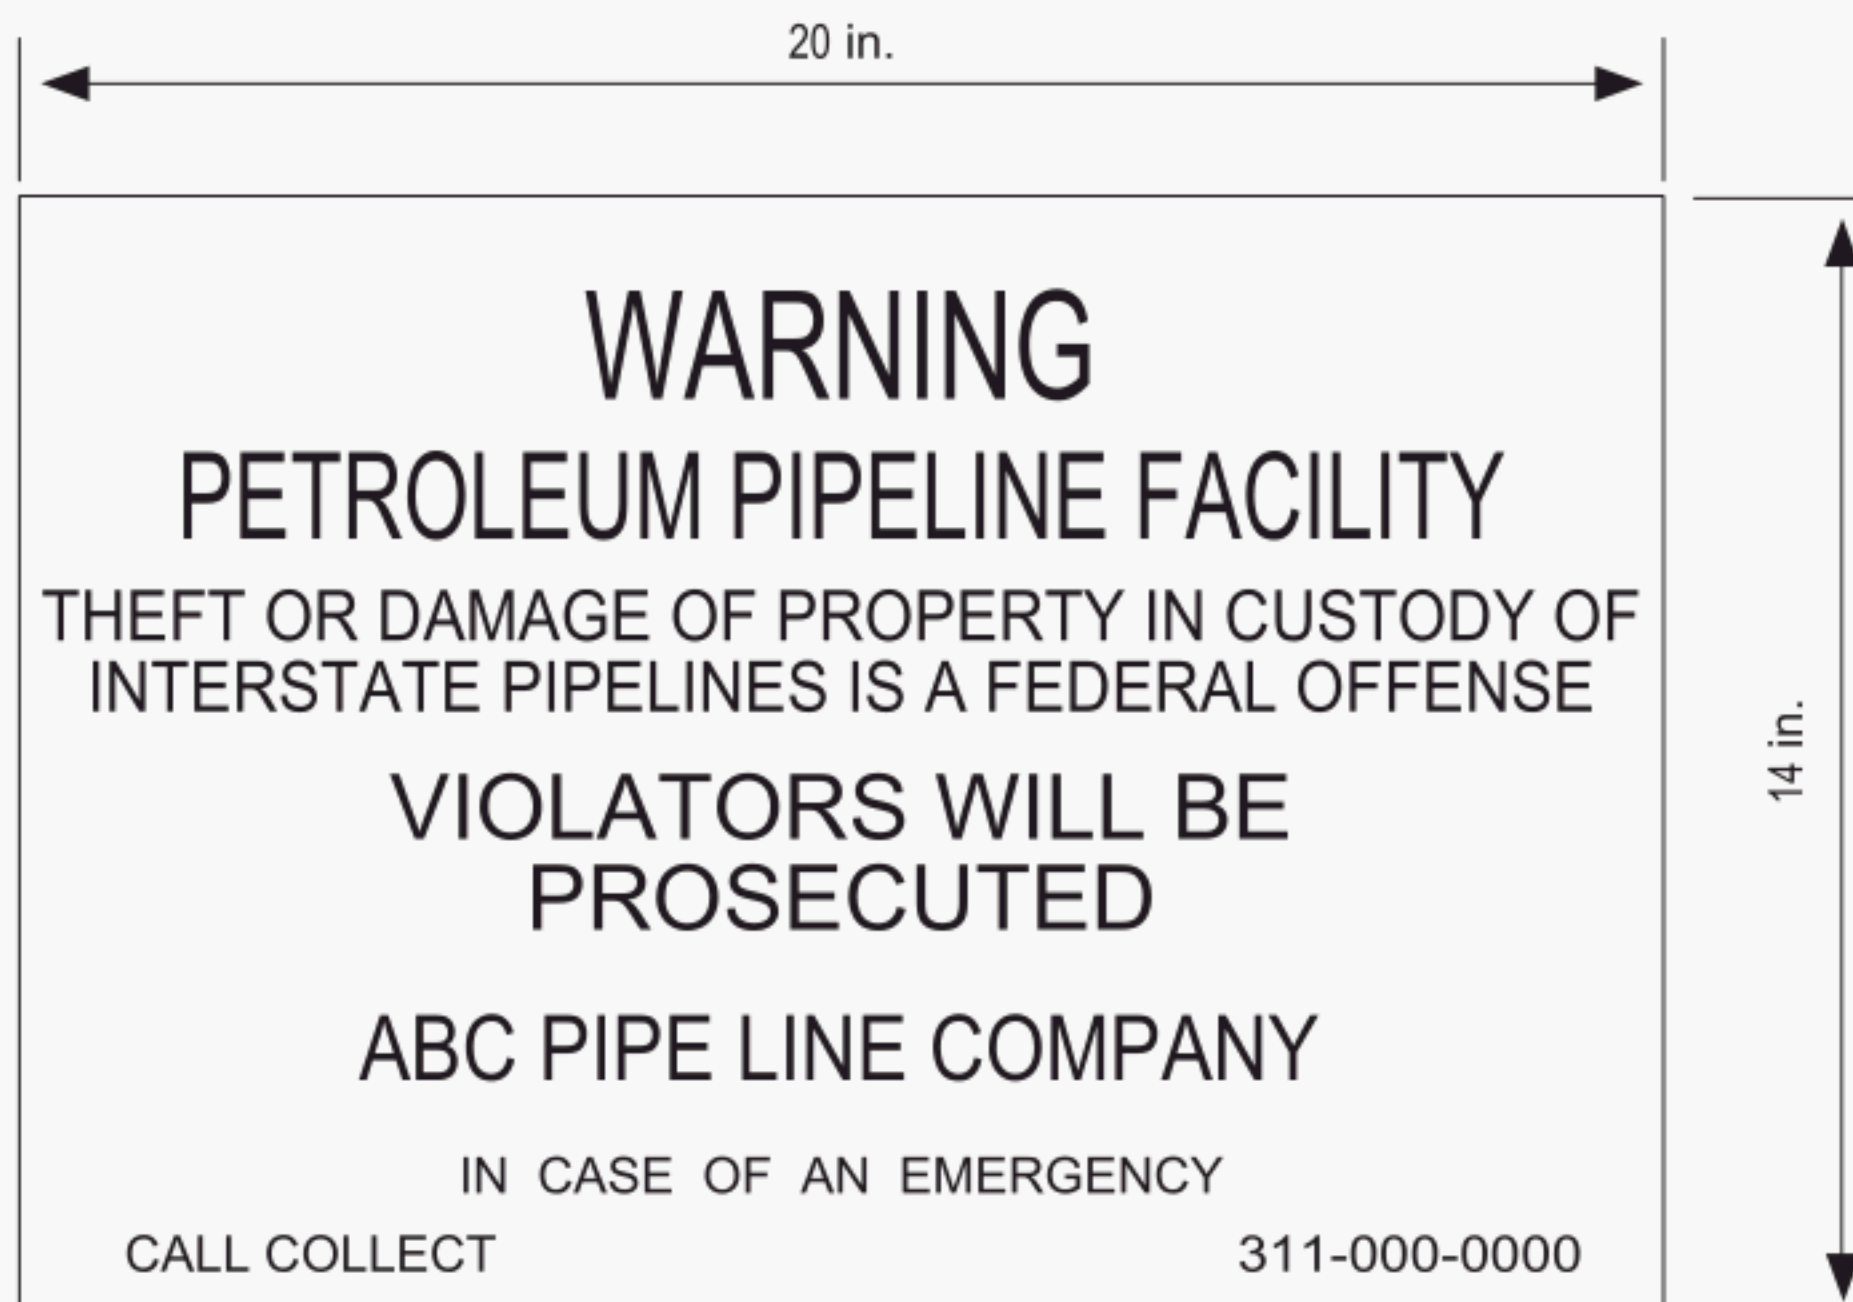 20 in.
WARNING
PETROLEUM PIPELINE FACILITY
THEFT OR DAMAGE OF PROPERTY IN CUSTODY OF
INTERSTATE PIPELINES IS A FEDERAL OFFENSE
14 in.
VIOLATORS WILL BE
PROSECUTED
ABC PIPE LINE COMPANY
IN CASE OF AN EMERGENCY
CALL COLLECT 311-000-0000